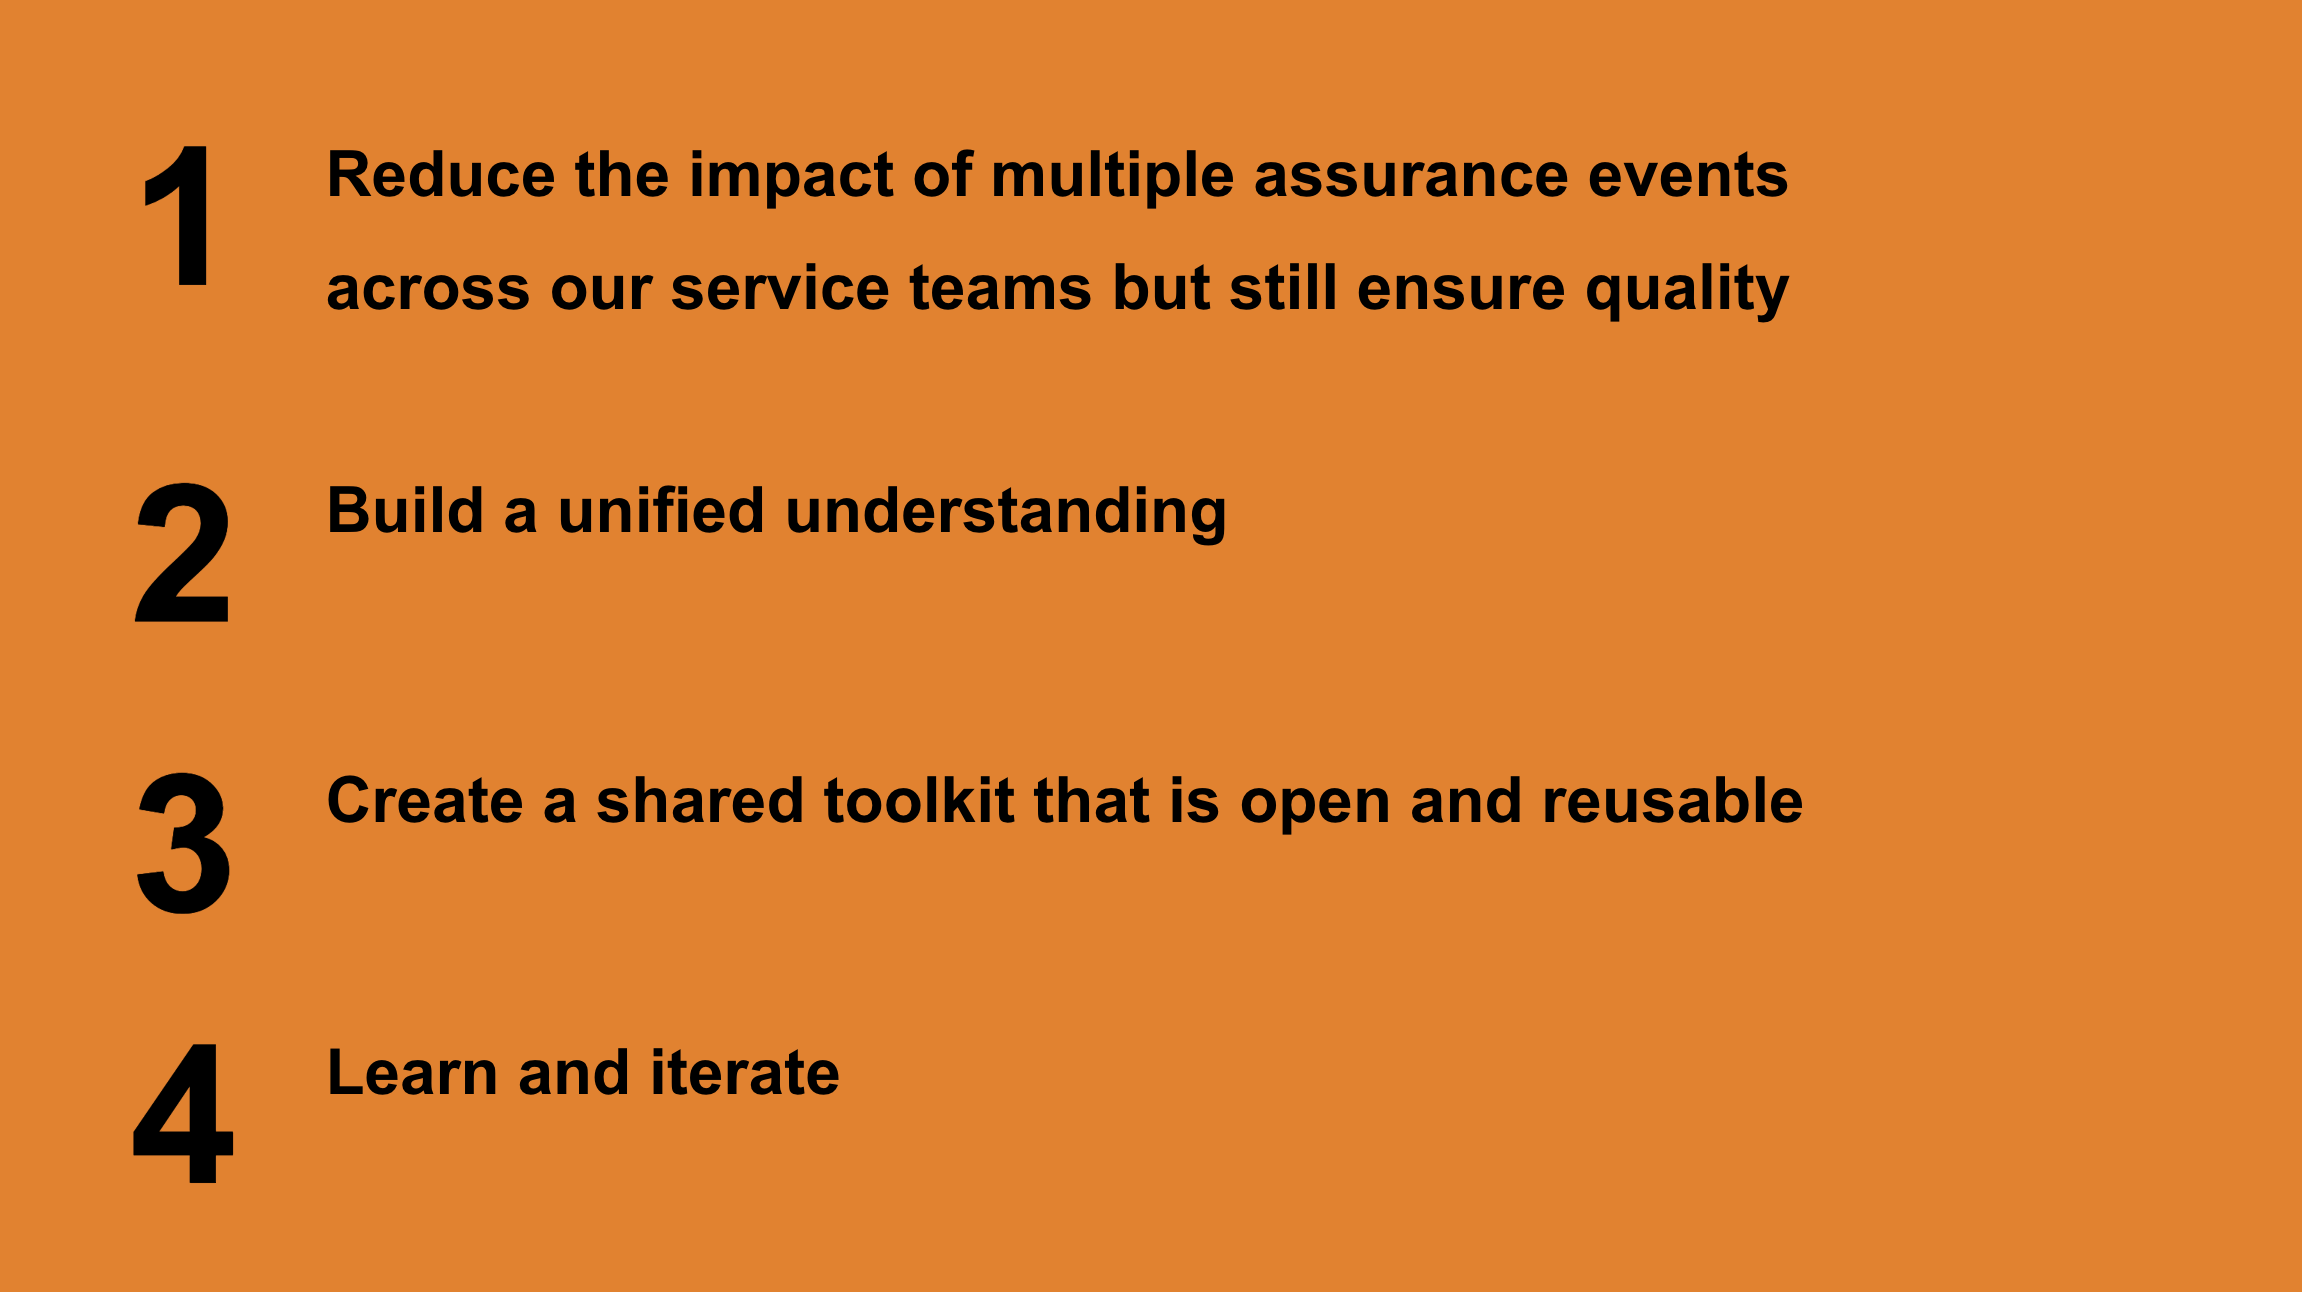 1 Reduce the impact of multiple assurance events
across our service teams but still ensure quality
2 Build a unified understanding
3 Create a shared toolkit that is open and reusable
4 Learn and iterate